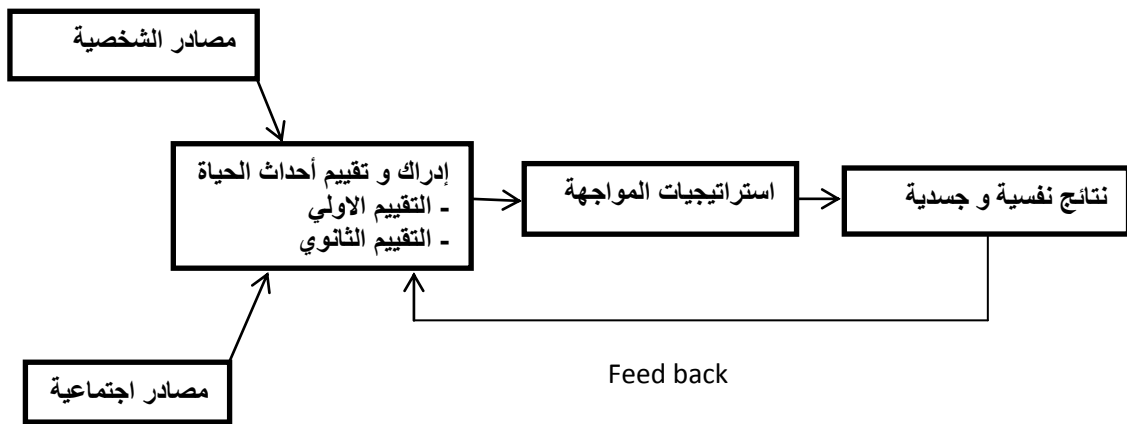 مصادر الشخصية
إدراك و تقييم أحداث الحياة
- التقييم الاولي
- التقييم الثانوي
استراتيجيات المواجهة
نتائج نفسية و جسدية
مصادر اجتماعية
Feed back